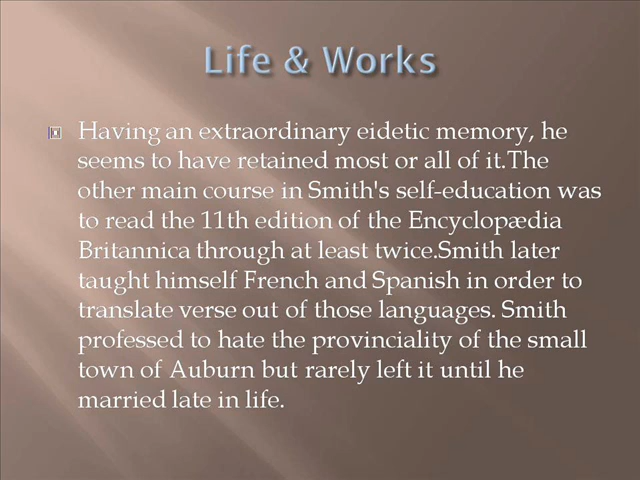 Life & Works
Having an extraordinary eidetic memory, he
seems to have retained most or all of it.The
other main course in Smith's self-education was
to read the 11th edition of the Encyclopædia
Britannica through at least twice.Smith later
taught himself French and Spanish in order to
translate verse out of those languages. Smith
professed to hate the provinciality of the small
town of Auburn but rarely left it until he
married late in life.